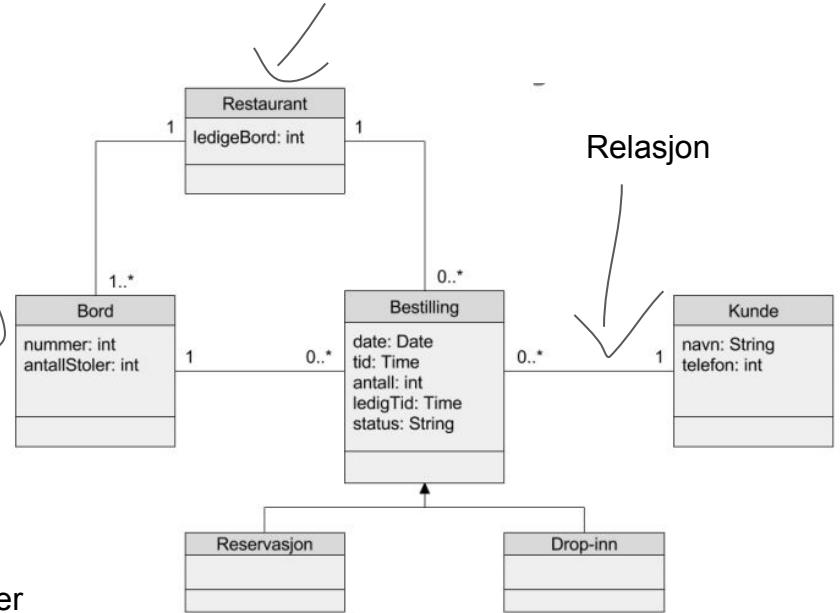 Restaurant
1
ledigeBord: int
1
Relasjon
1..*
0..*
Bord
nummer: int
antallStoler: int
1
0..*
Bestilling
date: Date
tid: Time
antall: int
ledigTid: Time
status: String
0..*
1
Kunde
navn: String
telefon: int
Reservasjon
Drop-inn
er